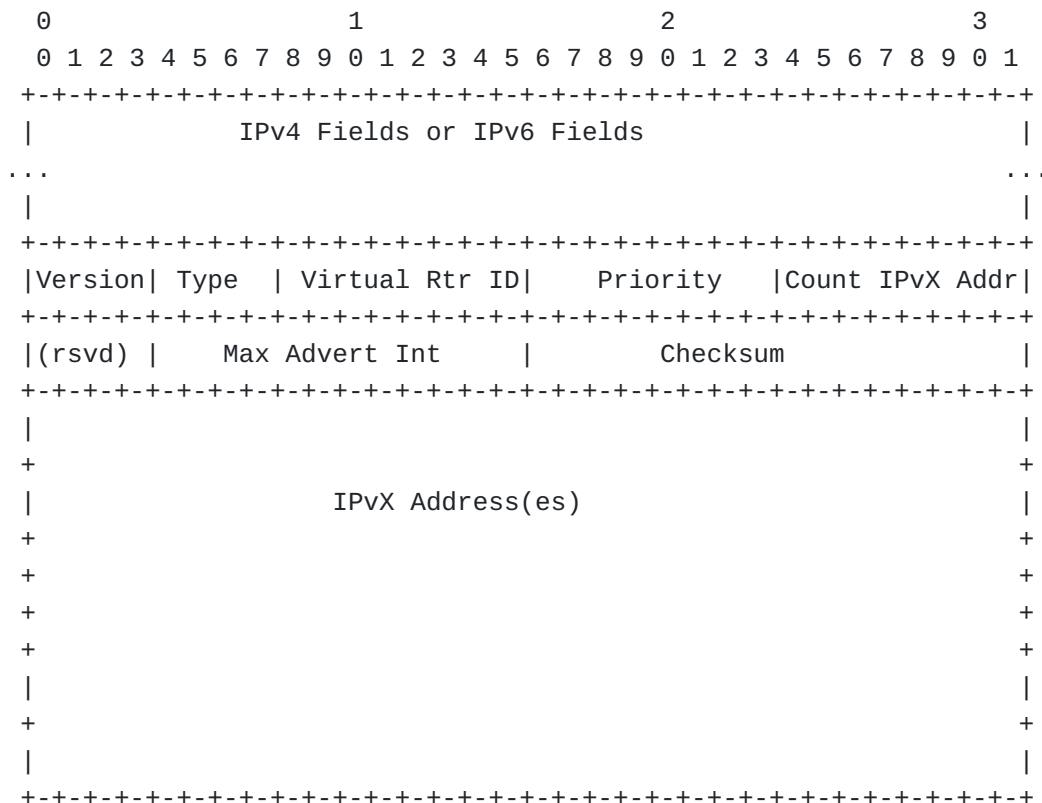 0                   1                   2                   3
0 1 2 3 4 5 6 7 8 9 0 1 2 3 4 5 6 7 8 9 0 1 2 3 4 5 6 7 8 9 0 1
+-+-+-+-+-+-+-+-+-+-+-+-+-+-+-+-+-+-+-+-+-+-+-+-+-+-+-+-+-+-+-+-+
|             IPv4 Fields or IPv6 Fields                        |
...                                                             ...
|                                                               |
+-+-+-+-+-+-+-+-+-+-+-+-+-+-+-+-+-+-+-+-+-+-+-+-+-+-+-+-+-+-+-+-+
|Version| Type  | Virtual Rtr ID|    Priority   |Count IPvX Addr|
+-+-+-+-+-+-+-+-+-+-+-+-+-+-+-+-+-+-+-+-+-+-+-+-+-+-+-+-+-+-+-+-+
|(rsvd) |    Max Advert Int     |        Checksum               |
+-+-+-+-+-+-+-+-+-+-+-+-+-+-+-+-+-+-+-+-+-+-+-+-+-+-+-+-+-+-+-+-+
|                                                               |
+                                                               +
|                   IPvX Address(es)                            |
+                                                               +
+                                                               +
+                                                               +
+                                                               +
|                                                               |
+                                                               +
|                                                               |
+-+-+-+-+-+-+-+-+-+-+-+-+-+-+-+-+-+-+-+-+-+-+-+-+-+-+-+-+-+-+-+-+